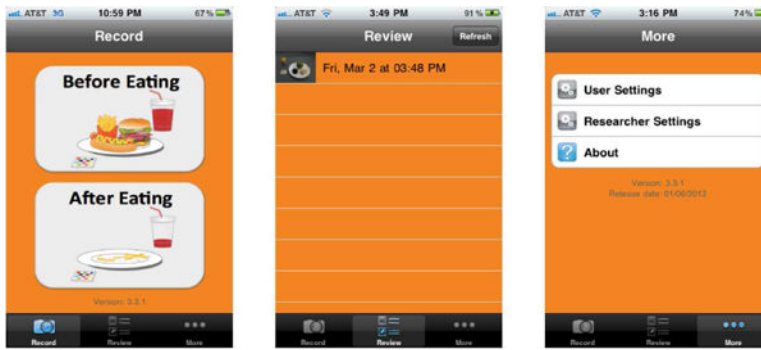 AT&T 3G 10:59 PM 67%
Record
Before Eating
After Eating
Version: 3.3.1
Record Review More
AT&T 3:49 PM 91%
Review Refresh
Fri, Mar 2 at 03:48 PM
Record Review More
AT&T 3:16 PM 74%
More
User Settings
Researcher Settings
? About
Version: 3.3.1
Release date: 01/06/2012
Record Review More